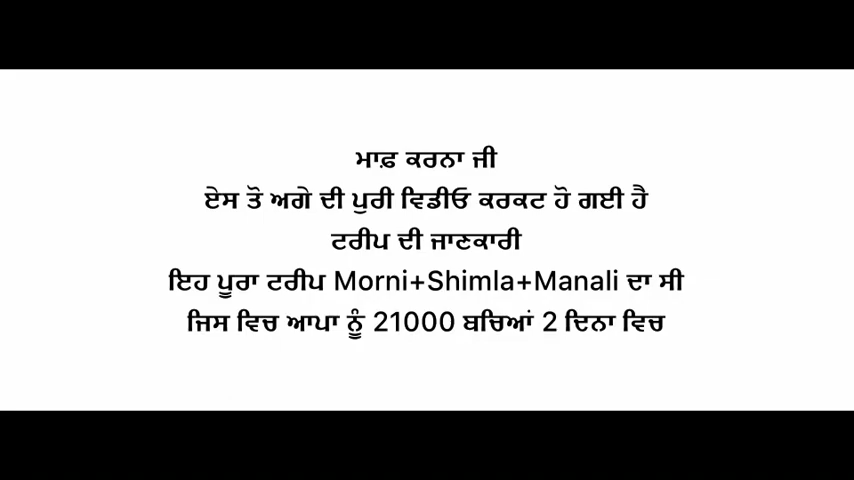 ਮਾਫ਼ ਕਰਨਾ ਜੀ
ਏਸ ਤੋ ਅਗੇ ਦੀ ਪੁਰੀ ਵਿਡੀਓ ਕਰਕਟ ਹੋ ਗਈ ਹੈ
ਟਰੀਪ ਦੀ ਜਾਣਕਾਰੀ
ਇਹ ਪੂਰਾ ਟਰੀਪ Morni+Shimla+Manali ਦਾ ਸੀ
ਜਿਸ ਵਿਚ ਆਪਾ ਨੂੰ 21000 ਬਚਿਆਂ 2 ਦਿਨਾ ਵਿਚ